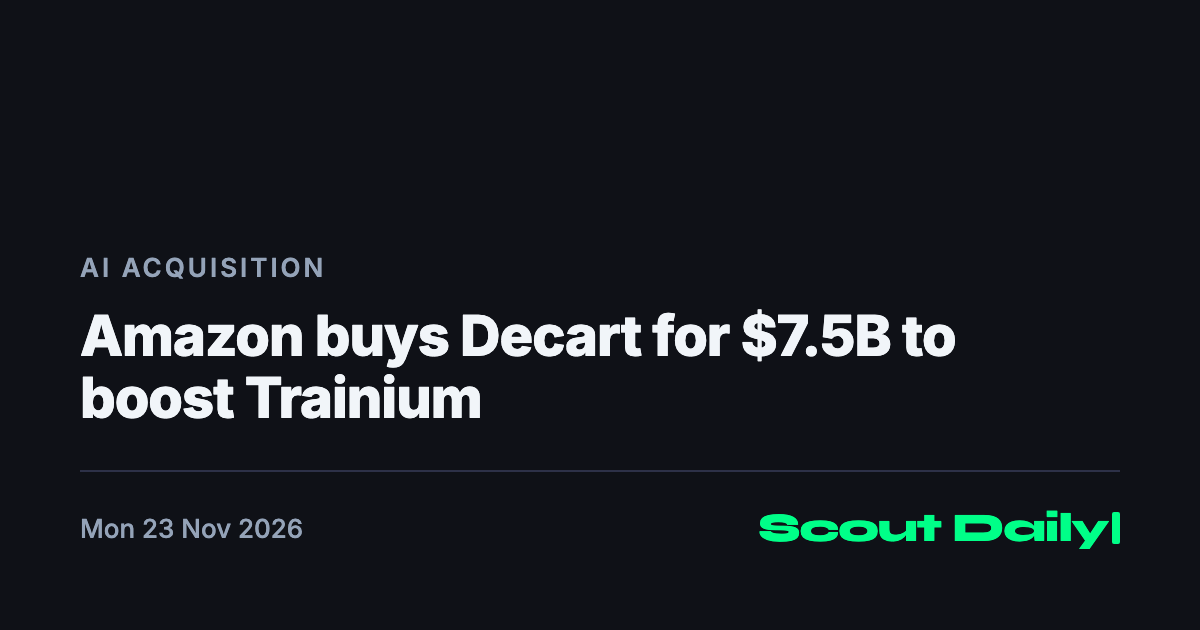 AI ACQUISITION
Amazon buys Decart for $7.5B to
boost Trainium
Mon 23 Nov 2026
Scout Daily